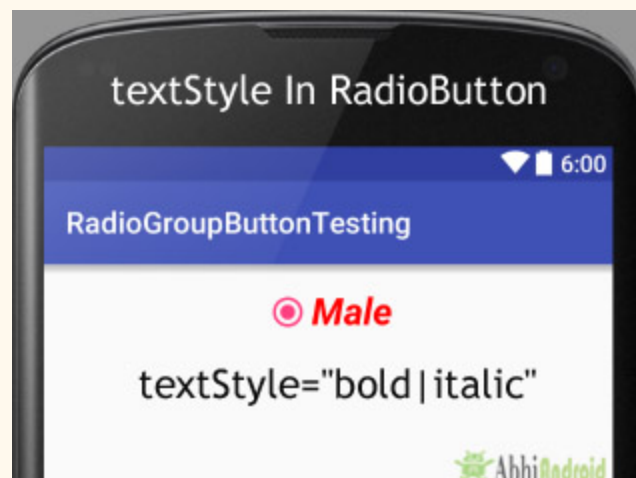 textStyle In RadioButton
6:00
RadioGroupButtonTesting
Male
textStyle="bold|italic"
AbhiAndroid